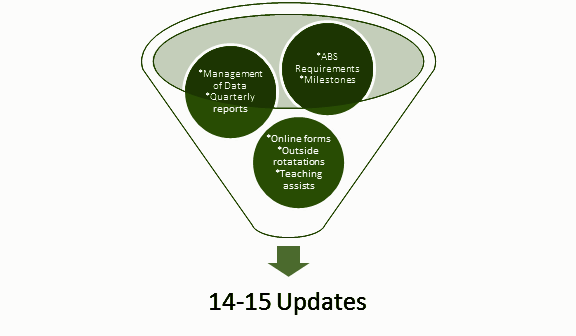 *Management
of Data
*Quarterly
reports
*ABS
Requirements
*Milestones
*Online forms
*Outside
rotatations
*Teaching
assists
14-15 Updates